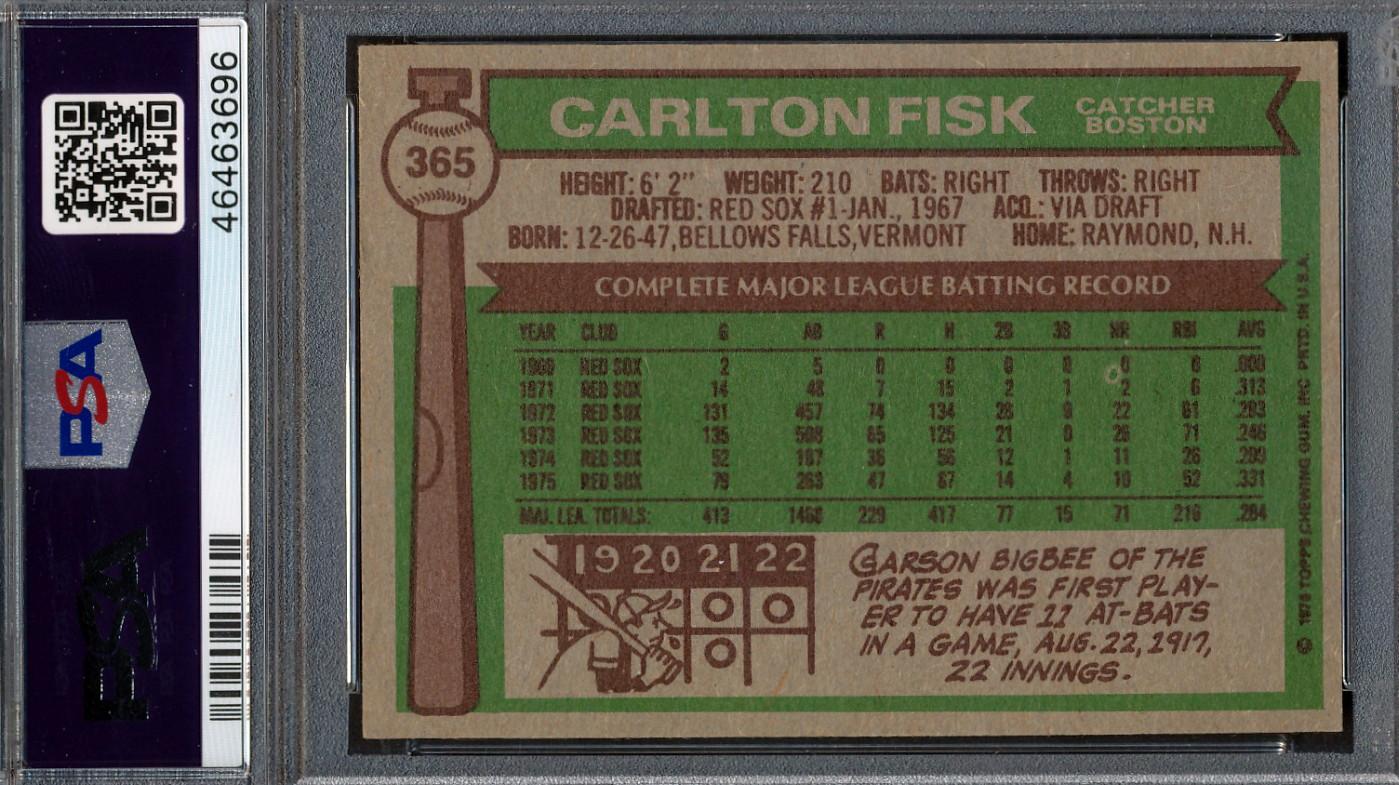 46463696
PSA
PSA
365
CARLTON FISK CATCHER BOSTON
HEIGHT: 6' 2" WEIGHT: 210 BATS: RIGHT THROWS: RIGHT
DRAFTED: RED SOX #1-JAN., 1967 ACQ.: VIA DRAFT
BORN: 12-26-47, BELLOWS FALLS, VERMONT HOME: RAYMOND, N.H.
COMPLETE MAJOR LEAGUE BATTING RECORD
YEAR CLUB G AB R H 2B 3B HR RBI AVG
1969 RED SOX 2 5 0 0 0 0 0 0 .000
1971 RED SOX 14 48 7 15 2 1 2 6 .313
1972 RED SOX 131 457 74 134 28 9 22 61 .293
1973 RED SOX 135 508 65 125 21 0 26 71 .246
1974 RED SOX 52 187 36 56 12 1 11 26 .299
1975 RED SOX 79 263 47 87 14 4 10 52 .331
MAJ. LEA. TOTALS: 413 1468 229 417 77 15 71 216 .284
19 20 21 22
CARSON BIGBEE OF THE
PIRATES WAS FIRST PLAY-
ER TO HAVE 11 AT-BATS
IN A GAME, AUG. 22, 1917,
22 INNINGS.
© 1976 TOPPS CHEWING GUM, INC PRTD. IN U.S.A.